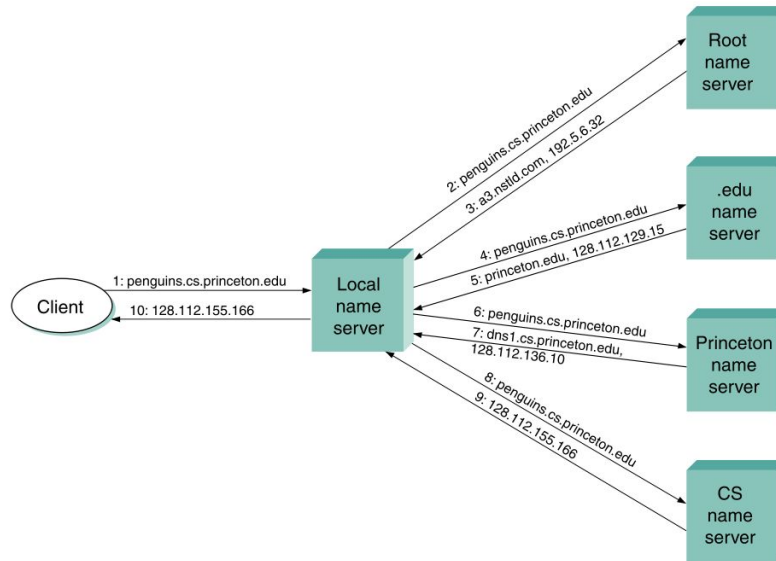 Root
name
server
2: penguins.cs.princeton.edu
3: a3.nstld.com, 192.5.6.32
.edu
name
server
4: penguins.cs.princeton.edu
5: princeton.edu, 128.112.129.15
1: penguins.cs.princeton.edu
Client
10: 128.112.155.166
Local
name
server
6: penguins.cs.princeton.edu
7: dns1.cs.princeton.edu,
128.112.136.10
Princeton
name
server
8: penguins.cs.princeton.edu
9: 128.112.155.166
CS
name
server